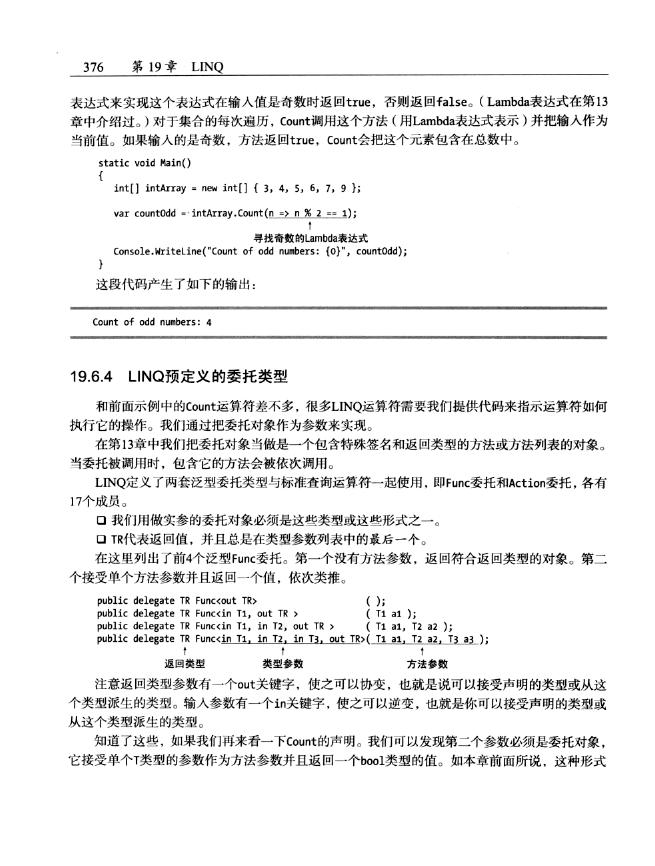 376 第19章 LINQ
表达式来实现这个表达式在输入值是奇数时返回true，否则返回false。（Lambda表达式在第13
章中介绍过。）对于集合的每次遍历，Count调用这个方法（用Lambda表达式表示）并把输入作为
当前值。如果输入的是奇数，方法返回true，Count会把这个元素包含在总数中。
static void Main()
{
int[] intArray = new int[] { 3, 4, 5, 6, 7, 9 };
var countOdd = intArray.Count(n => n % 2 == 1);
↑
寻找奇数的Lambda表达式
Console.WriteLine("Count of odd numbers: {0}", countOdd);
}
这段代码产生了如下的输出：
Count of odd numbers: 4
19.6.4 LINQ预定义的委托类型
和前面示例中的Count运算符差不多，很多LINQ运算符需要我们提供代码来指示运算符如何
执行它的操作。我们通过把委托对象作为参数来实现。
在第13章中我们把委托对象当做是一个包含特殊签名和返回类型的方法或方法列表的对象。
当委托被调用时，包含它的方法会被依次调用。
LINQ定义了两套泛型委托类型与标准查询运算符一起使用，即Func委托和Action委托，各有
17个成员。
❑ 我们用做实参的委托对象必须是这些类型或这些形式之一。
❑ TR代表返回值，并且总是在类型参数列表中的最后一个。
在这里列出了前4个泛型Func委托。第一个没有方法参数，返回符合返回类型的对象。第二
个接受单个方法参数并且返回一个值，依次类推。
public delegate TR Func<out TR> ( );
public delegate TR Func<in T1, out TR > ( T1 a1 );
public delegate TR Func<in T1, in T2, out TR > ( T1 a1, T2 a2 );
public delegate TR Func<in T1, in T2, in T3, out TR>( T1 a1, T2 a2, T3 a3 );
↑ ↑ ↑
返回类型 类型参数 方法参数
注意返回类型参数有一个out关键字，使之可以协变，也就是说可以接受声明的类型或从这
个类型派生的类型。输入参数有一个in关键字，使之可以逆变，也就是你可以接受声明的类型或
从这个类型派生的类型。
知道了这些，如果我们再来看一下Count的声明。我们可以发现第二个参数必须是委托对象，
它接受单个T类型的参数作为方法参数并且返回一个bool类型的值。如本章前面所说，这种形式